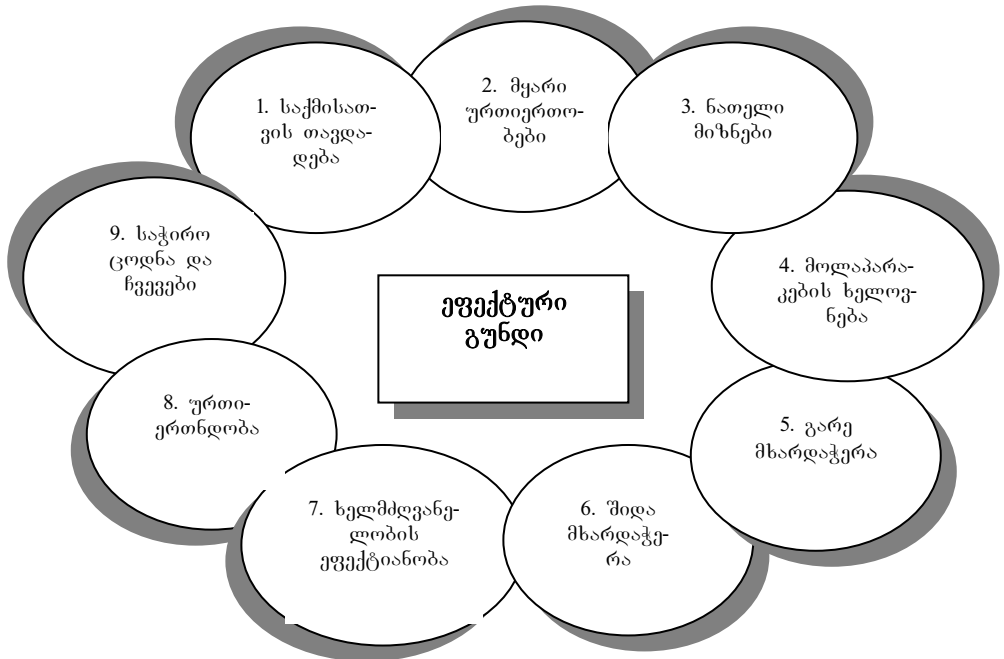 1. საქმისათ-
ვის თავდა-
დება
2. მყარი
ურთიერთო-
ბები
3. ნათელი
მიზნები
4. მოლაპარა-
კების ხელოვ-
ნება
5. გარე
მხარდაჭერა
6. შიდა
მხარდაჭე-
რა
7. ხელმძღვანე-
ლობის
ეფექტიანობა
8. ურთი-
ერთნდობა
9. საჭირო
ცოდნა და
ჩვევები
ეფექტური
გუნდი